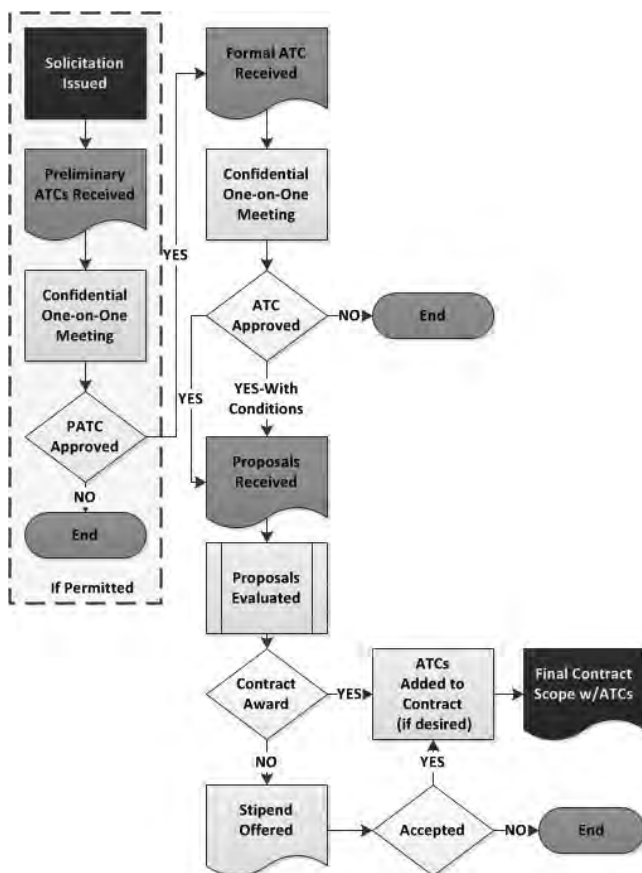 Solicitation
Issued
Preliminary
ATCs Received
Confidential
One-on-One
Meeting
PATC
Approved
NO
End
If Permitted
YES
Formal ATC
Received
Confidential
One-on-One
Meeting
ATC
Approved
NO
End
YES
YES-With
Conditions
Proposals
Received
Proposals
Evaluated
Contract
Award
YES
ATCs
Added to
Contract
(if desired)
Final Contract
Scope w/ATCs
NO
YES
Stipend
Offered
Accepted
NO
End